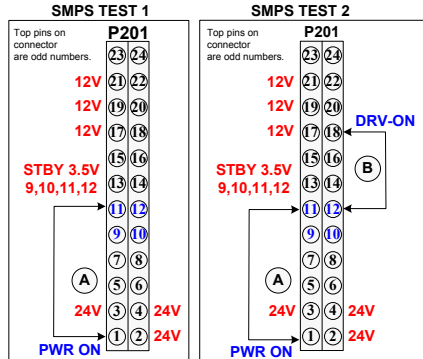 SMPS TEST 1
Top pins on
connector
are odd numbers.
P201
23 24
12V 21 22
12V 19 20
12V 17 18
15 16
STBY 3.5V
9,10,11,12
13 14
11 12
9 10
7 8
A
5 6
24V 3 4 24V
1 2 24V
PWR ON
SMPS TEST 2
Top pins on
connector
are odd numbers.
P201
23 24
12V 21 22
12V 19 20
DRV-ON
12V 17 18
15 16
B
STBY 3.5V
9,10,11,12
13 14
11 12
9 10
7 8
A
5 6
24V 3 4 24V
1 2 24V
PWR ON